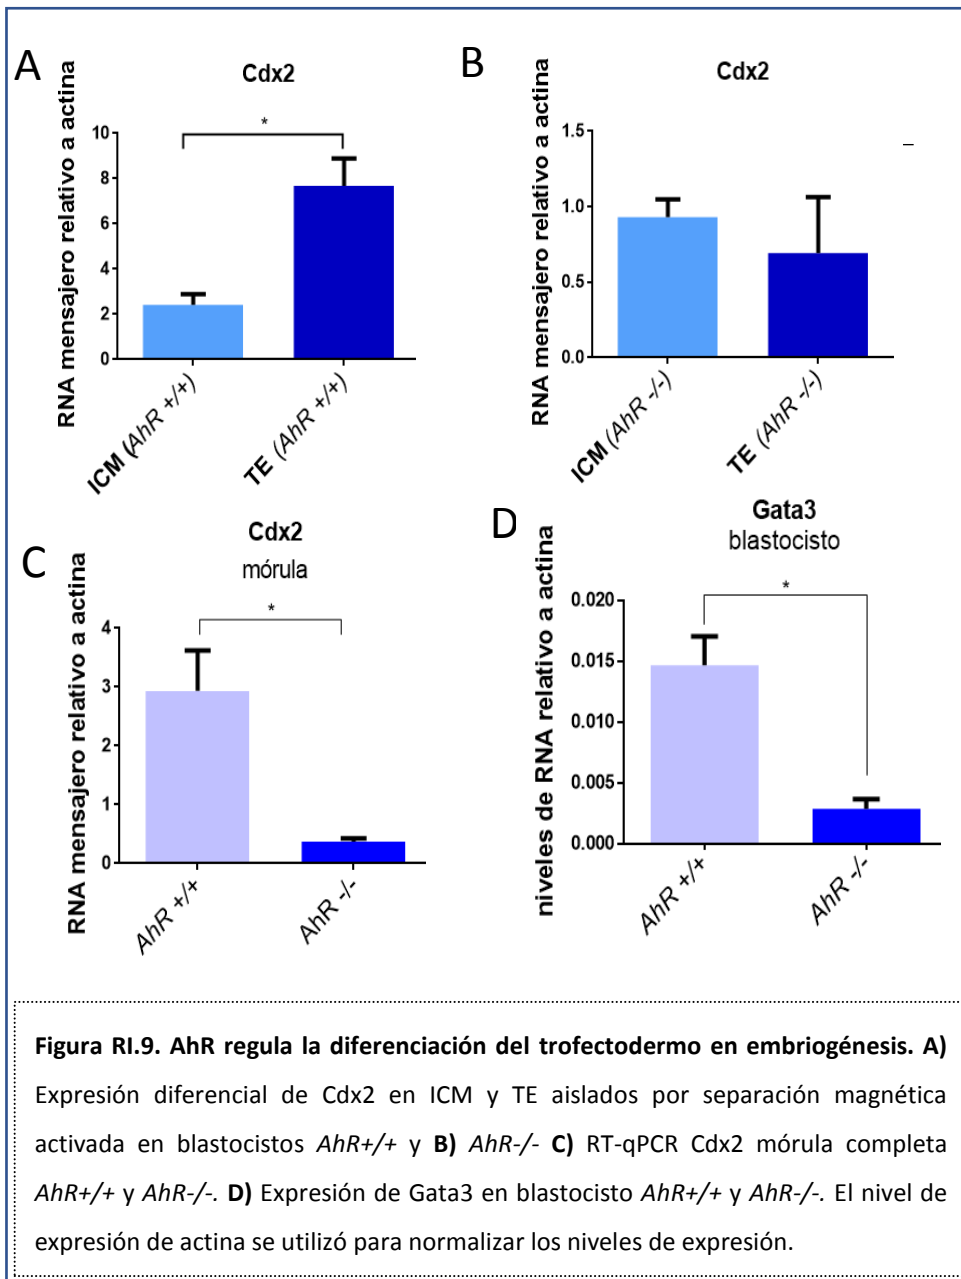 A
Cdx2
RNA mensajero relativo a actina
*
10
8
6
4
2
0
ICM (AhR +/+)
TE (AhR +/+)
B
Cdx2
RNA mensajero relativo a actina
1.5
1.0
0.5
0.0
ICM (AhR -/-)
TE (AhR -/-)
C
Cdx2
mórula
RNA mensajero relativo a actina
*
4
3
2
1
0
AhR +/+
AhR -/-
D
Gata3
blastocisto
niveles de RNA relativo a actina
*
0.020
0.015
0.010
0.005
0.000
AhR +/+
AhR -/-
Figura RI.9. AhR regula la diferenciación del trofectodermo en embriogénesis. A)
Expresión diferencial de Cdx2 en ICM y TE aislados por separación magnética
activada en blastocistos AhR+/+ y B) AhR-/- C) RT-qPCR Cdx2 mórula completa
AhR+/+ y AhR-/-. D) Expresión de Gata3 en blastocisto AhR+/+ y AhR-/-. El nivel de
expresión de actina se utilizó para normalizar los niveles de expresión.